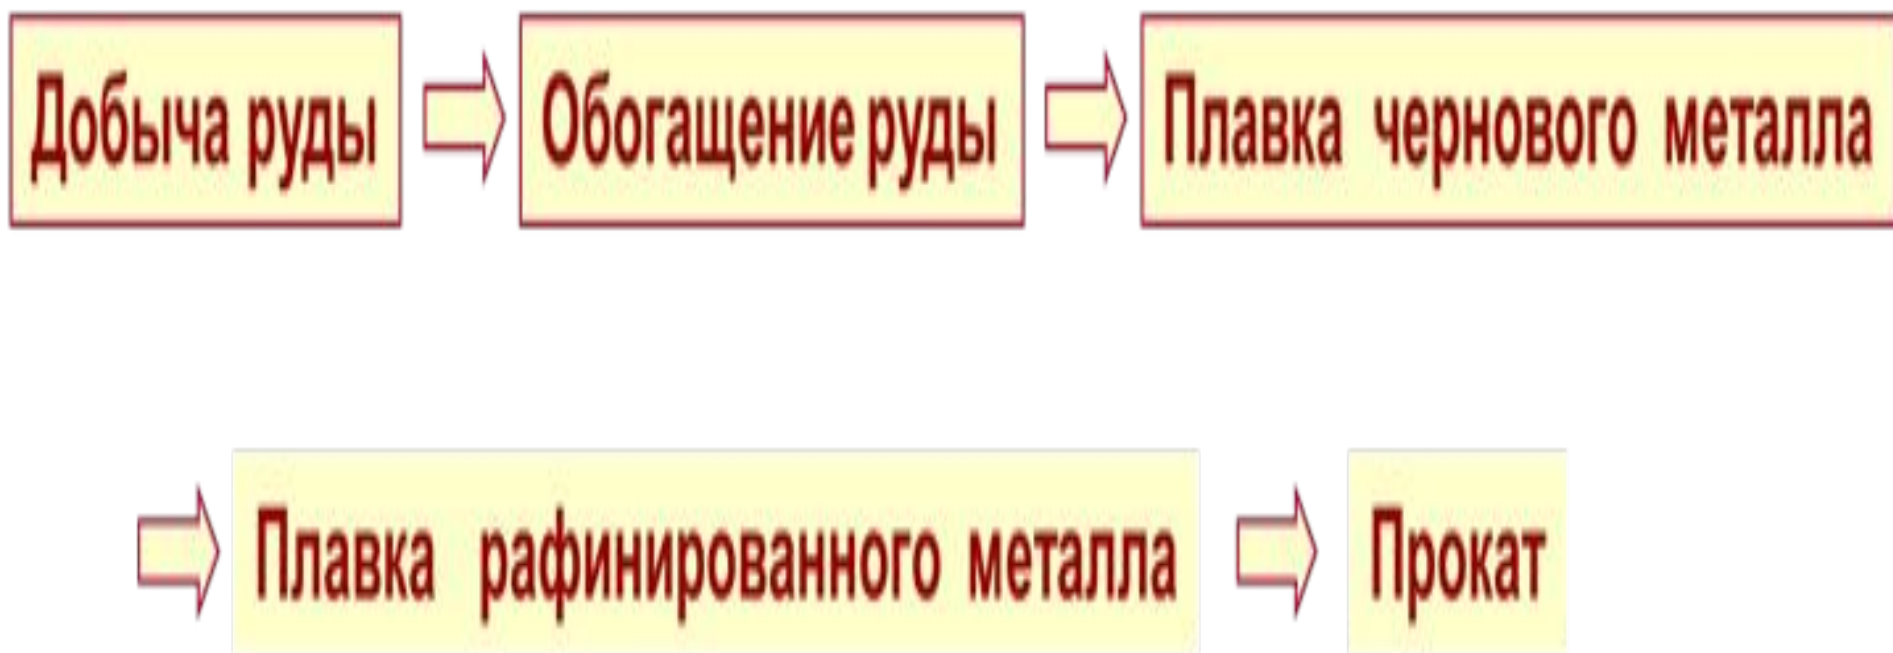 Добыча руды
Обогащение руды
Плавка чернового металла
Плавка рафинированного металла
Прокат